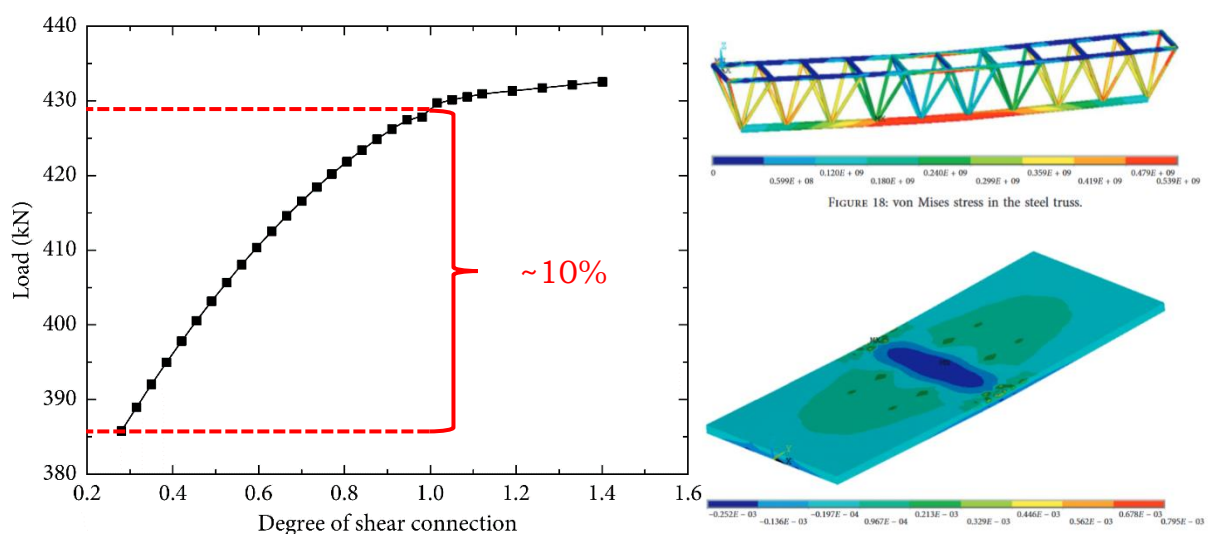 440
430
420
410
400
390
380
Load (kN)
0.2 0.4 0.6 0.8 1.0 1.2 1.4 1.6
Degree of shear connection
~10%
0 0.120E + 09 0.240E + 09 0.359E + 09 0.479E + 09
0.599E + 08 0.180E + 09 0.299E + 09 0.419E + 09 0.539E + 09
FIGURE 18: von Mises stress in the steel truss.
−0.252E − 03 −0.197E − 04 0.213E − 03 0.446E − 03 0.678E − 03
−0.136E − 03 0.967E − 04 0.329E − 03 0.562E − 03 0.795E − 03